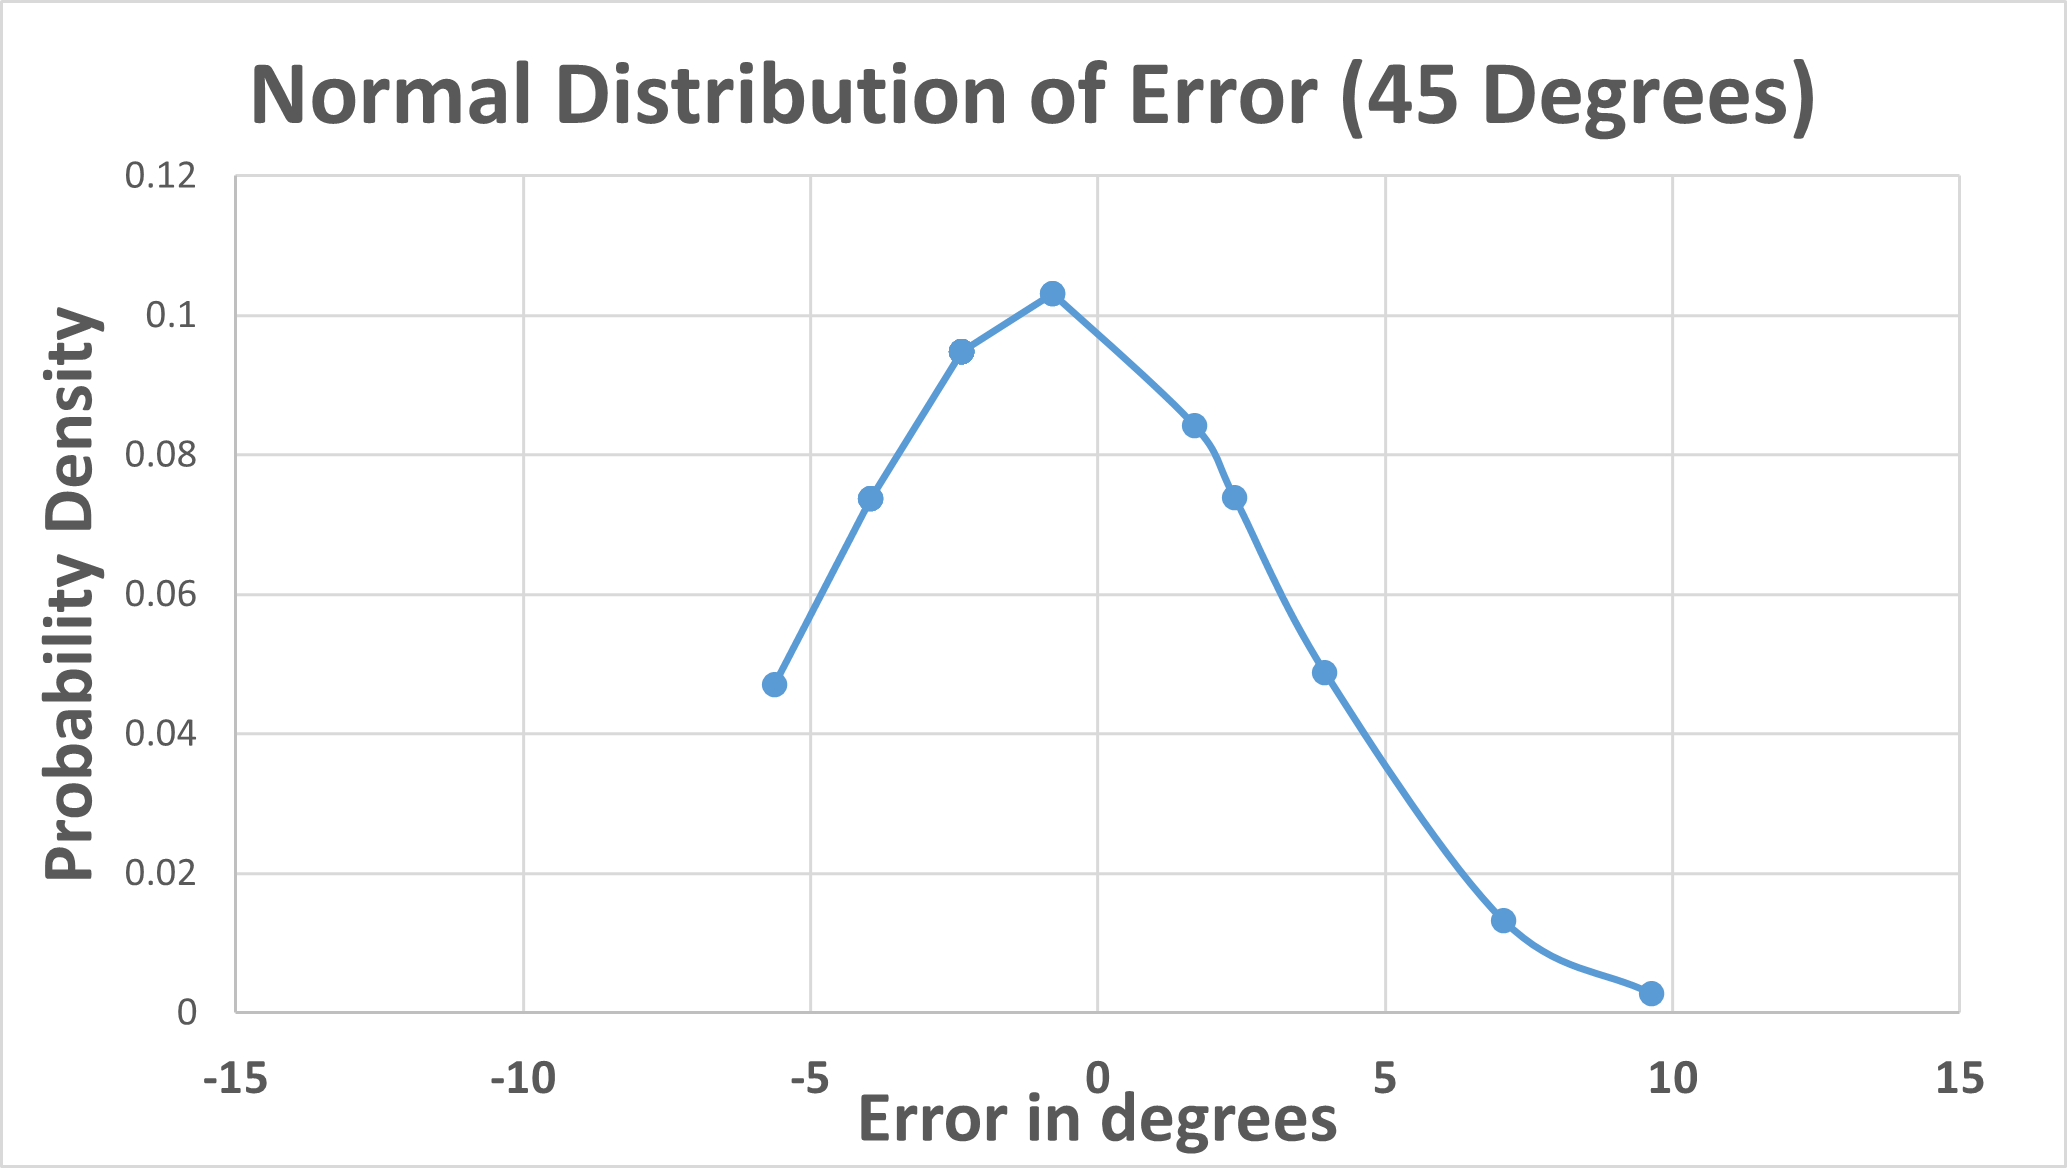 Normal Distribution of Error (45 Degrees)
Probability Density
0.12
0.1
0.08
0.06
0.04
0.02
0
-15 -10 -5 0 5 10 15
Error in degrees